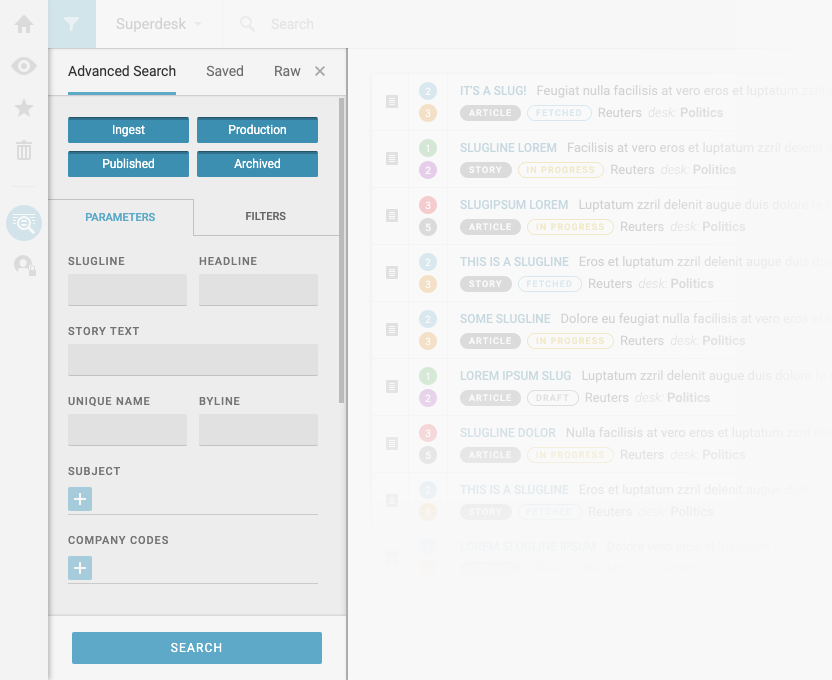 Superdesk Search
Advanced Search Saved Raw
Ingest Production
Published Archived
PARAMETERS FILTERS
SLUGLINE HEADLINE
STORY TEXT
UNIQUE NAME BYLINE
SUBJECT
COMPANY CODES
SEARCH
2 IT'S A SLUG! Feugiat nulla facilisis at vero eros et luptatum zzril
3 ARTICLE FETCHED Reuters desk: Politics
1 SLUGLINE LOREM Facilisis at vero eros et luptatum zzril delenit
2 STORY IN PROGRESS Reuters desk: Politics
3 SLUGIPSUM LOREM Luptatum zzril delenit augue duis dolore
5 ARTICLE IN PROGRESS Reuters desk: Politics
2 THIS IS A SLUGLINE Eros et luptatum zzril delenit augue duis
3 STORY FETCHED Reuters desk: Politics
2 SOME SLUGLINE Dolore eu feugiat nulla facilisis at vero eros et
3 ARTICLE IN PROGRESS Reuters desk: Politics
1 LOREM IPSUM SLUG Luptatum zzril delenit augue duis
2 ARTICLE DRAFT Reuters desk: Politics
3 SLUGLINE DOLOR Nulla facilisis at vero eros et luptatum zzril
5 ARTICLE IN PROGRESS Reuters desk: Politics
2 THIS IS A SLUGLINE Eros et luptatum zzril delenit augue duis
STORY FETCHED Reuters desk: Politics
LOREM SLUGLINE IPSUM Dolore vero eros et